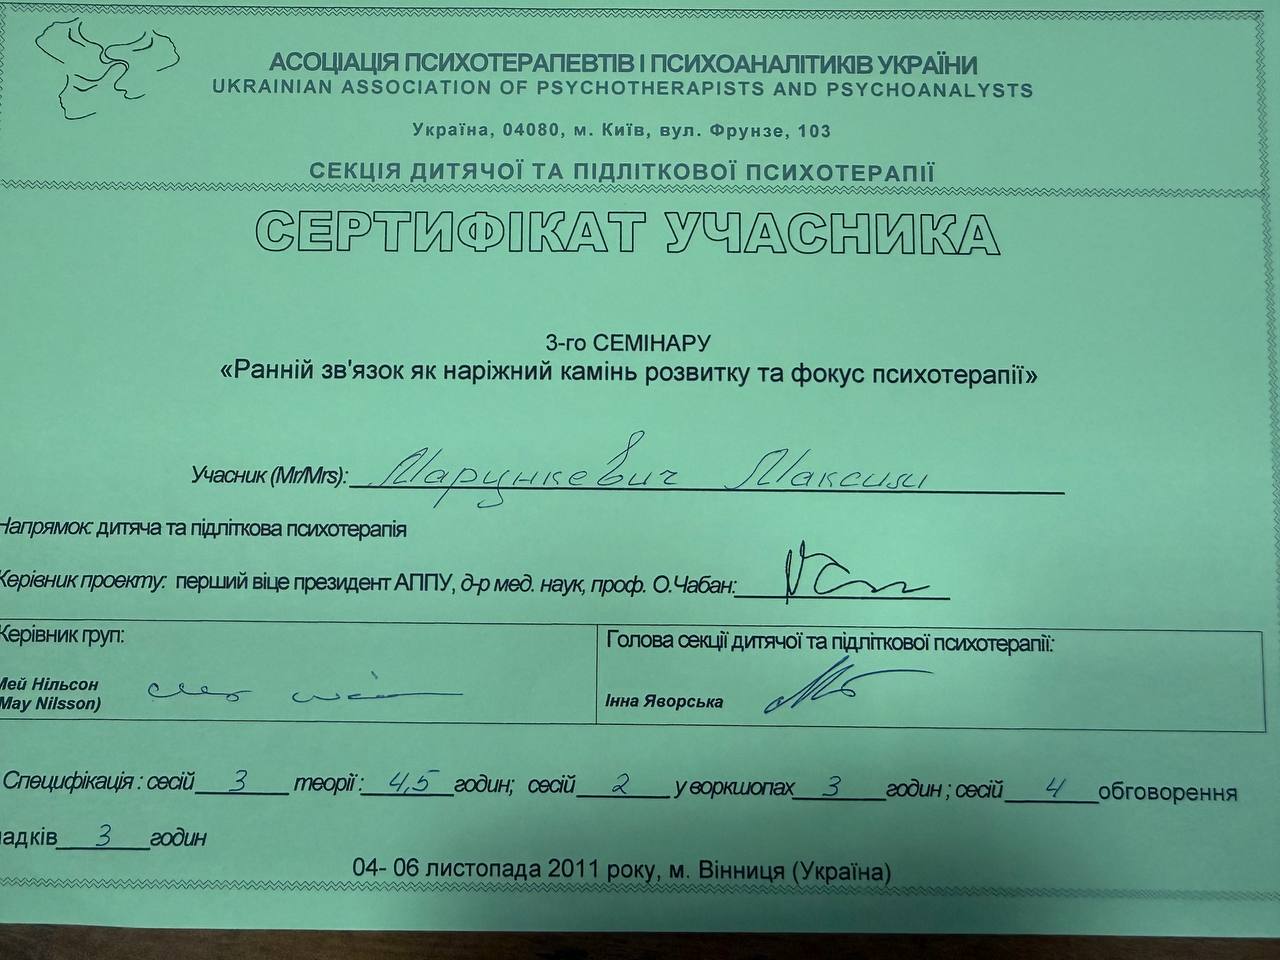 АСОЦІАЦІЯ ПСИХОТЕРАПЕВТІВ І ПСИХОАНАЛІТИКІВ УКРАЇНИ
UKRAINIAN ASSOCIATION OF PSYCHOTHERAPISTS AND PSYCHOANALYSTS
Україна, 04080, м. Київ, вул. Фрунзе, 103
СЕКЦІЯ ДИТЯЧОЇ ТА ПІДЛІТКОВОЇ ПСИХОТЕРАПІЇ
СЕРТИФІКАТ УЧАСНИКА
3-го СЕМІНАРУ
«Ранній зв'язок як наріжний камінь розвитку та фокус психотерапії»
Учасник (Mr/Mrs): Марункевич Максим
Напрямок: дитяча та підліткова психотерапія
Керівник проекту: перший віце президент АППУ, д-р мед. наук, проф. О.Чабан:
Керівник груп:
Мей Нільсон
May Nilsson)
Голова секції дитячої та підліткової психотерапії:
Інна Яворська
Специфікація : сесій 3 теорії : 4,5 годин; сесій 2 у воркшопах 3 годин ; сесій 4 обговорення
адків 3 годин
04- 06 листопада 2011 року, м. Вінниця (Україна)